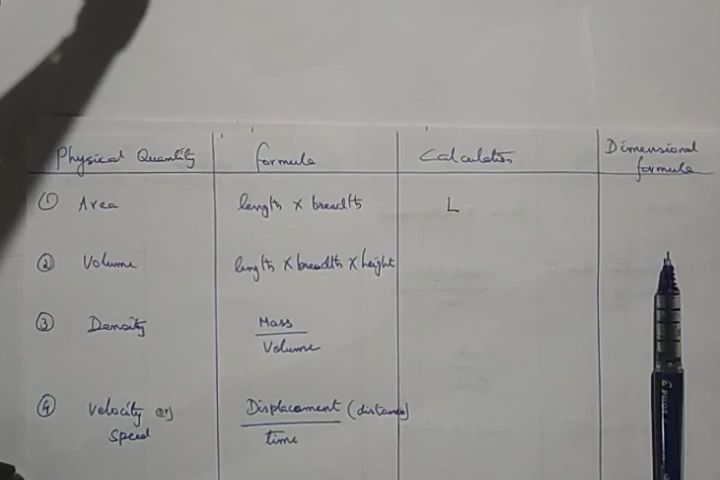 Physical Quantity formula Calculation Dimensional formula
① Area length × breadth L
② Volume length × breadth × height
③ Density Mass / Volume
④ Velocity (or) speed Displacement (distance) / time
PILOT